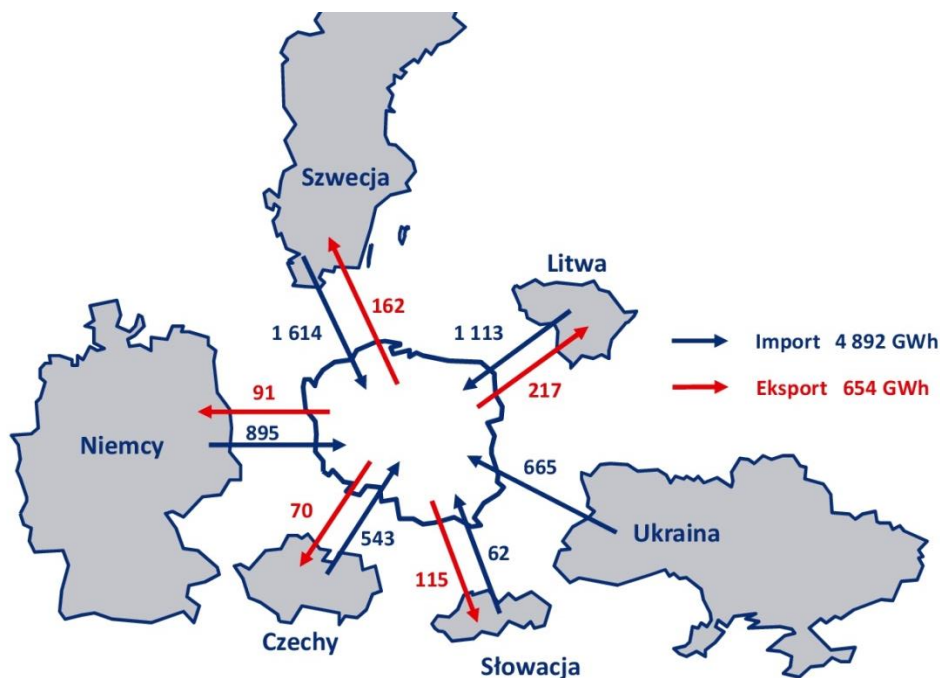 Szwecja
162
1 614
Litwa
1 113
217
Import 4 892 GWh
Eksport 654 GWh
91
Niemcy
895
665
Ukraina
70
543
62
115
Czechy
Słowacja